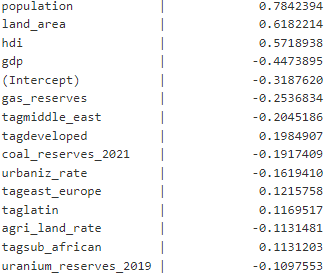 population | 0.7842394
land_area | 0.6182214
hdi | 0.5718938
gdp | -0.4473895
(Intercept) | -0.3187620
gas_reserves | -0.2536834
tagmiddle_east | -0.2045186
tagdeveloped | 0.1984907
coal_reserves_2021 | -0.1917409
urbaniz_rate | -0.1619410
tageast_europe | 0.1215758
taglatin | 0.1169517
agri_land_rate | -0.1131481
tagsub_african | 0.1131203
uranium_reserves_2019 | -0.1097553